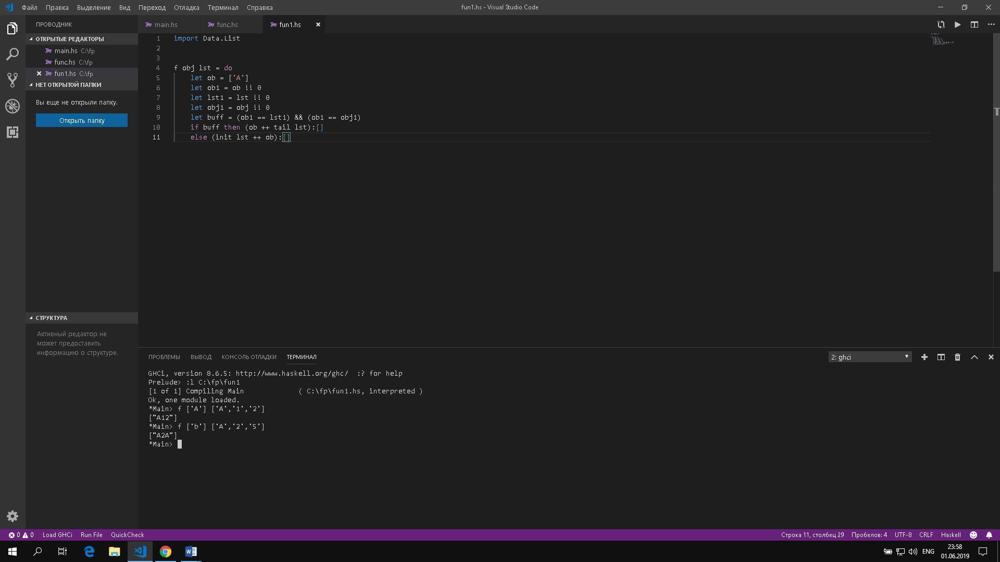 Файл Правка Выделение Вид Переход Отладка Терминал Справка
fun1.hs - Visual Studio Code
ПРОВОДНИК
ОТКРЫТЫЕ РЕДАКТОРЫ
main.hs C:\fp
func.hs C:\fp
fun1.hs C:\fp
НЕТ ОТКРЫТОЙ ПАПКИ
Вы еще не открыли папку.
Открыть папку
СТРУКТУРА
Активный редактор не
может предоставить
информацию о структуре.
main.hs func.hs fun1.hs
1 import Data.List
2
3
4 f obj lst = do
5     let ob = ['A']
6     let ob1 = ob !! 0
7     let lst1 = lst !! 0
8     let obj1 = obj !! 0
9     let buff = (ob1 == lst1) && (ob1 == obj1)
10     if buff then (ob ++ tail lst):[]
11     else (init lst ++ ob):[]
ПРОБЛЕМЫ ВЫВОД КОНСОЛЬ ОТЛАДКИ ТЕРМИНАЛ
2: ghci
GHCi, version 8.6.5: http://www.haskell.org/ghc/  :? for help
Prelude> :l C:\fp\fun1
[1 of 1] Compiling Main             ( C:\fp\fun1.hs, interpreted )
Ok, one module loaded.
*Main> f ['A'] ['A','1','2']
["A12"]
*Main> f ['b'] ['A','2','5']
["A2A"]
*Main>
0 0 Load GHCi Run File QuickCheck
Строка 11, столбец 29 Пробелов: 4 UTF-8 CRLF Haskell
ENG
23:58
01.06.2019